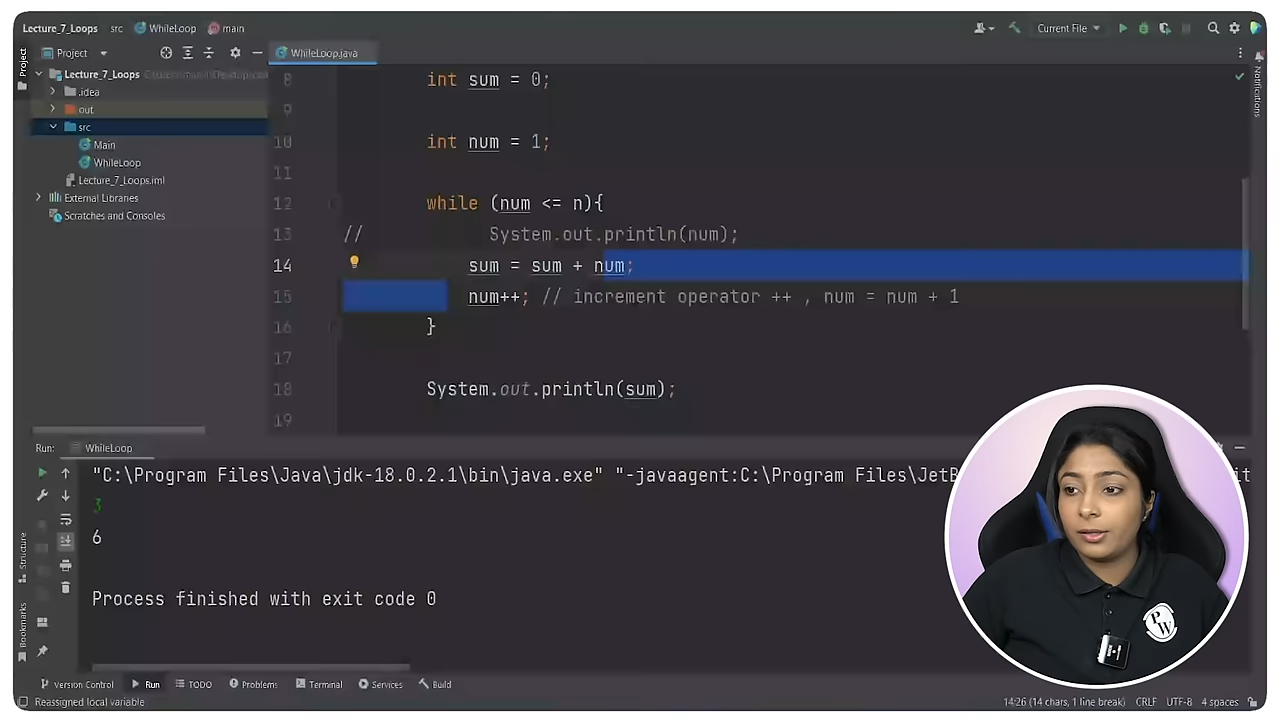 Lecture_7_Loops src WhileLoop main
Current File
Project
WhileLoop.java
Project
Lecture_7_Loops
.idea
out
src
Main
WhileLoop
Lecture_7_Loops.iml
External Libraries
Scratches and Consoles
Notifications
8 int sum = 0;
9
10 int num = 1;
11
12 while (num <= n){
13 // System.out.println(num);
14 sum = sum + num;
15 num++; // increment operator ++ , num = num + 1
16 }
17
18 System.out.println(sum);
19
Run: WhileLoop
"C:\Program Files\Java\jdk-18.0.2.1\bin\java.exe" "-javaagent:C:\Program Files\JetB
3
6
Process finished with exit code 0
Structure
Bookmarks
PW
Version Control Run TODO Problems Terminal Services Build
Reassigned local variable
14:26 (14 chars, 1 line break) CRLF UTF-8 4 spaces